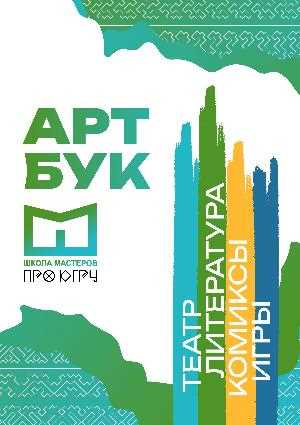 АРТ
БУК
ШКОЛА МАСТЕРОВ
ПРО ЮГРУ
ТЕАТР
ЛИТЕРАТУРА
КОМИКСЫ
ИГРЫ